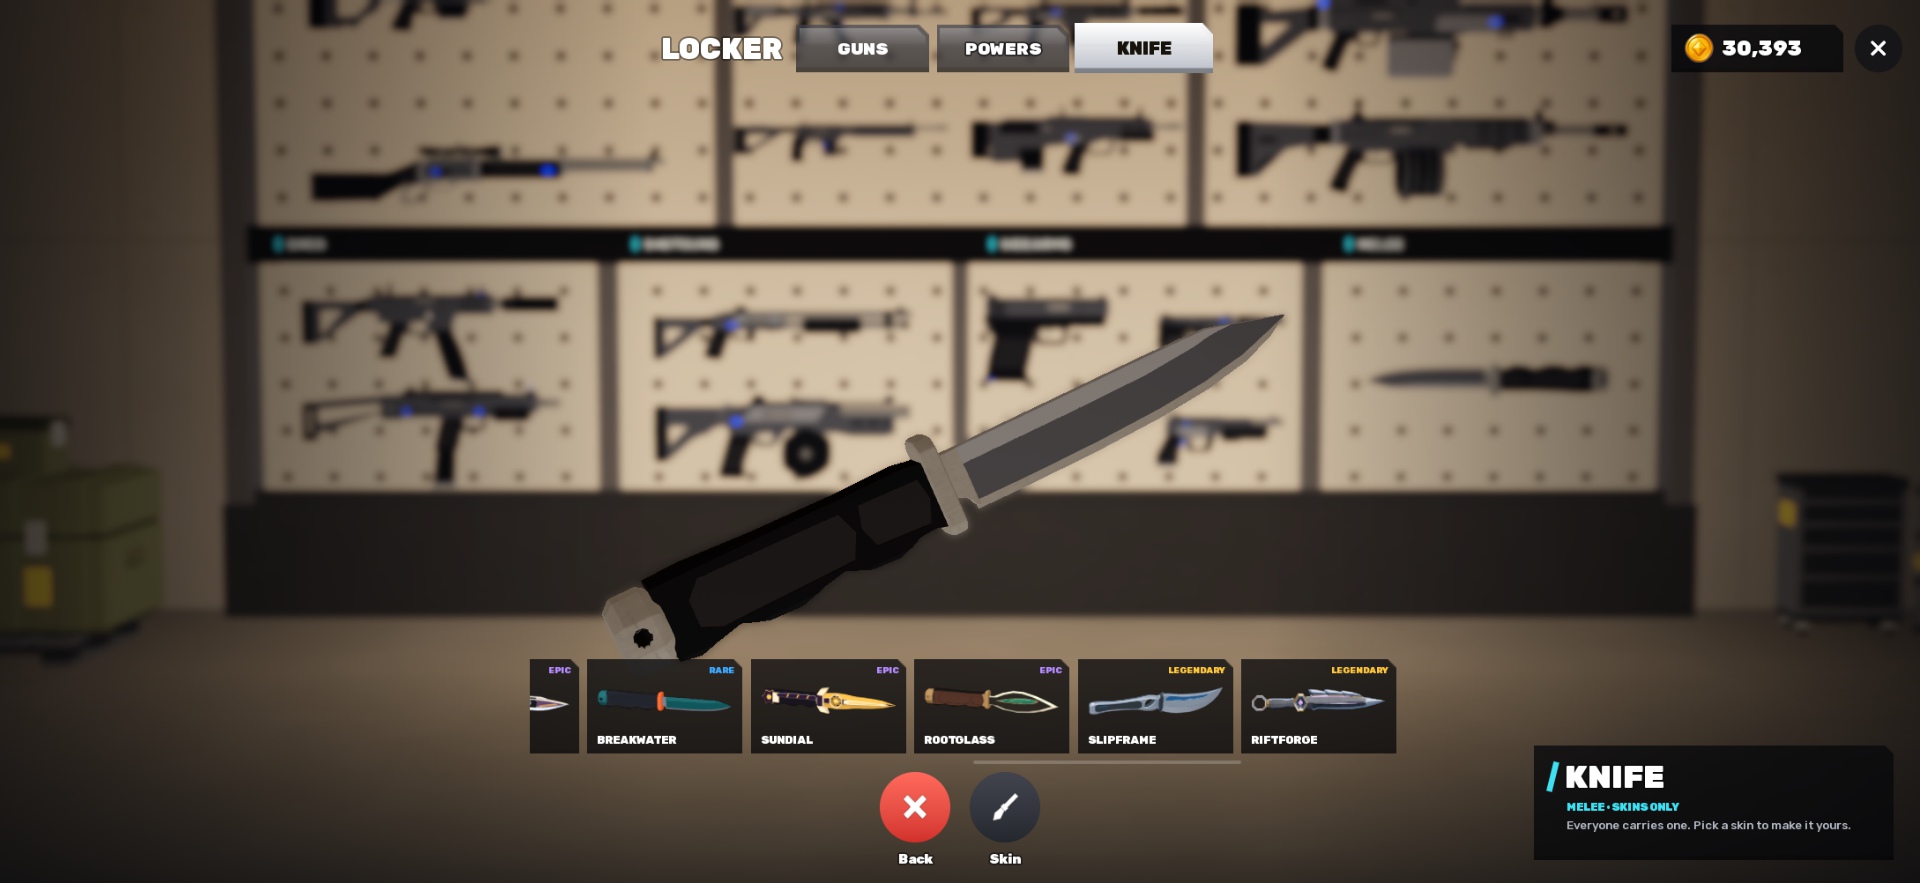 LOCKER
GUNS
POWERS
KNIFE
30,393
EPIC
RARE
BREAKWATER
EPIC
SUNDIAL
EPIC
ROOTGLASS
LEGENDARY
SLIPFRAME
LEGENDARY
RIFTFORGE
Back
Skin
KNIFE
MELEE · SKINS ONLY
Everyone carries one. Pick a skin to make it yours.